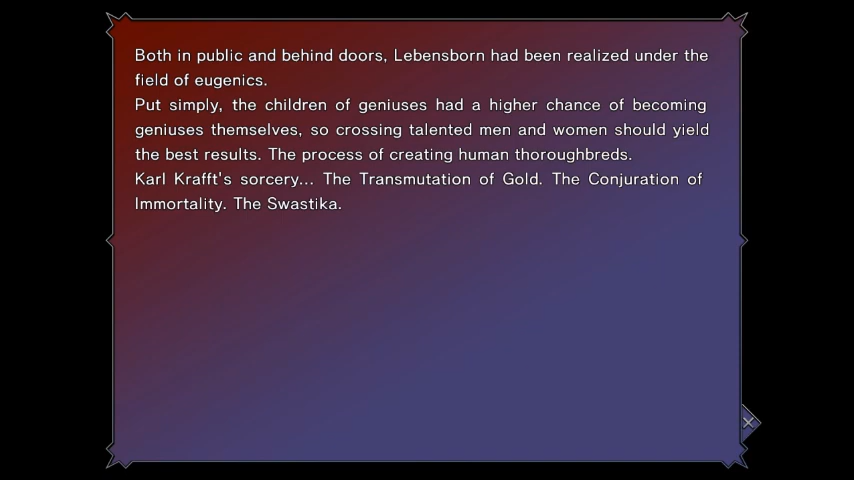 Both in public and behind doors, Lebensborn had been realized under the
field of eugenics.
Put simply, the children of geniuses had a higher chance of becoming
geniuses themselves, so crossing talented men and women should yield
the best results. The process of creating human thoroughbreds.
Karl Krafft's sorcery... The Transmutation of Gold. The Conjuration of
Immortality. The Swastika.